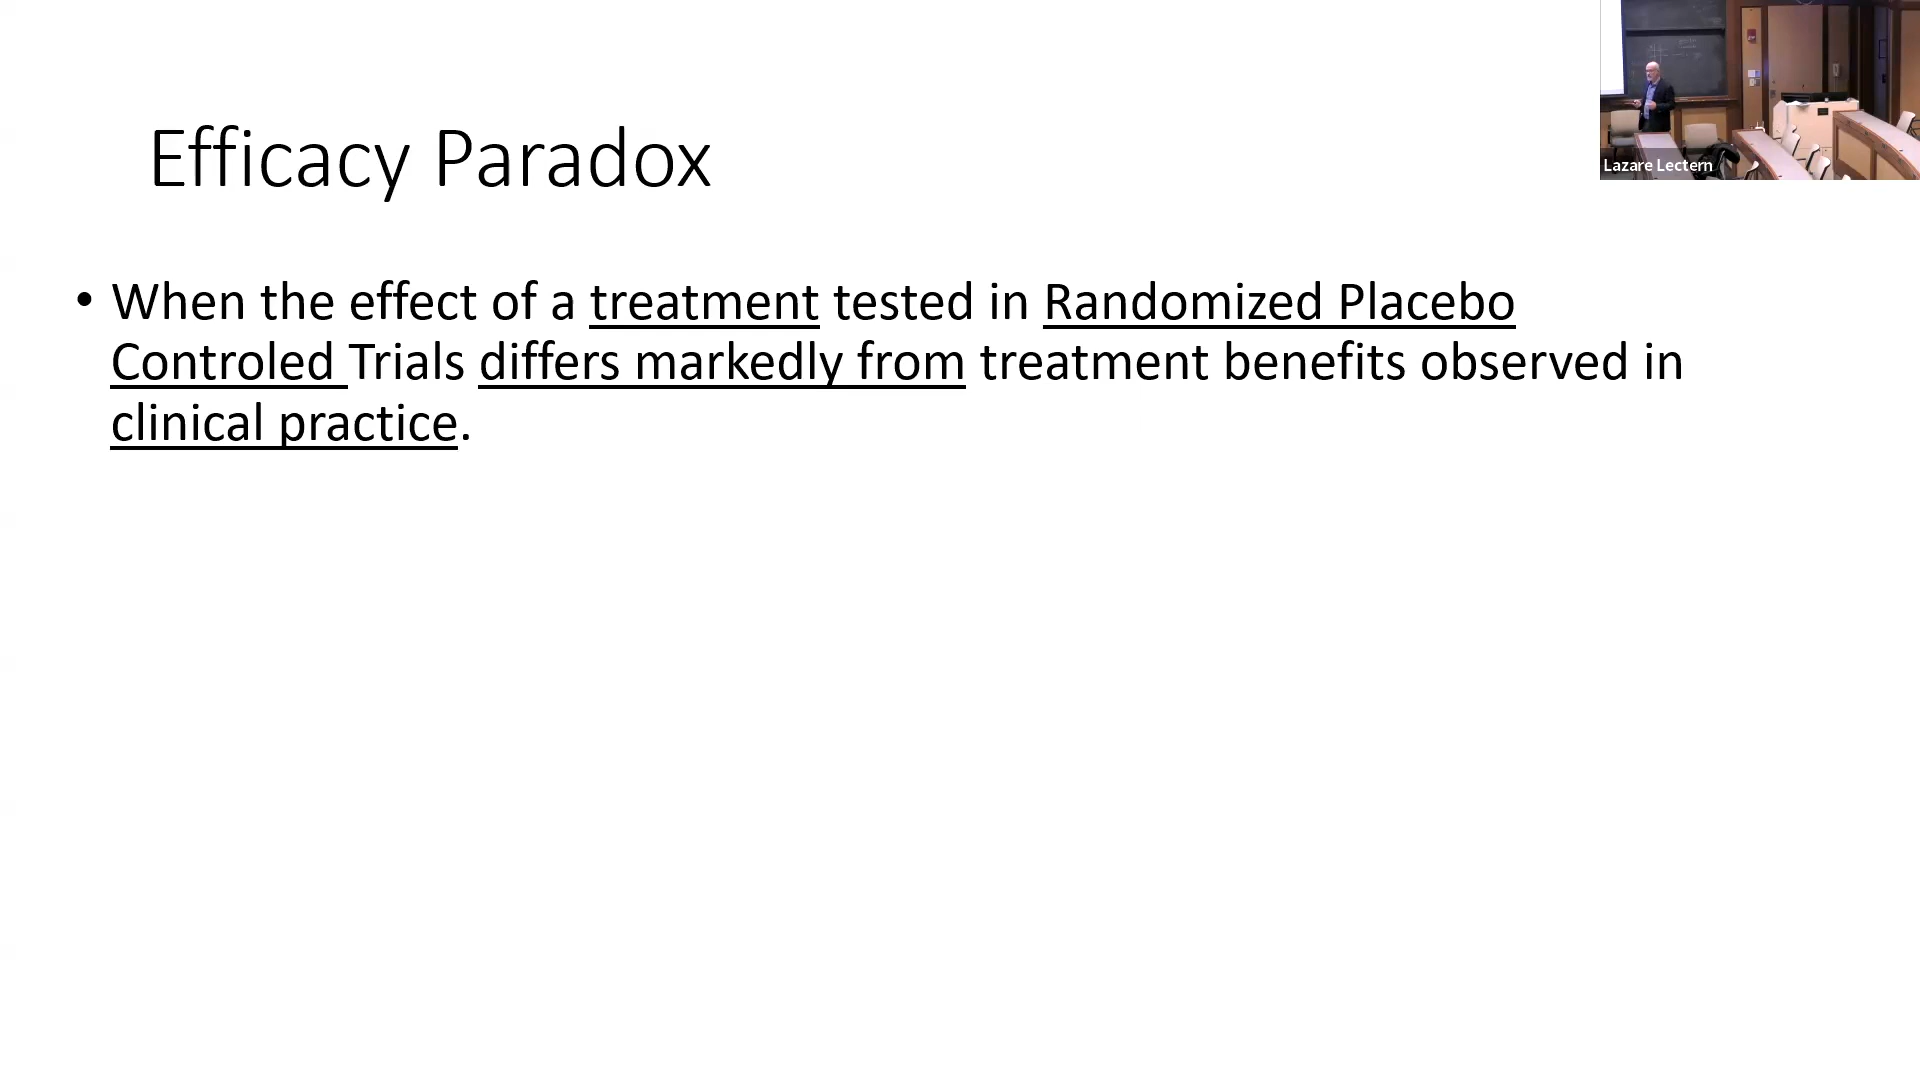 Efficacy Paradox
• When the effect of a treatment tested in Randomized Placebo
Controled Trials differs markedly from treatment benefits observed in
clinical practice.
Lazare Lectern